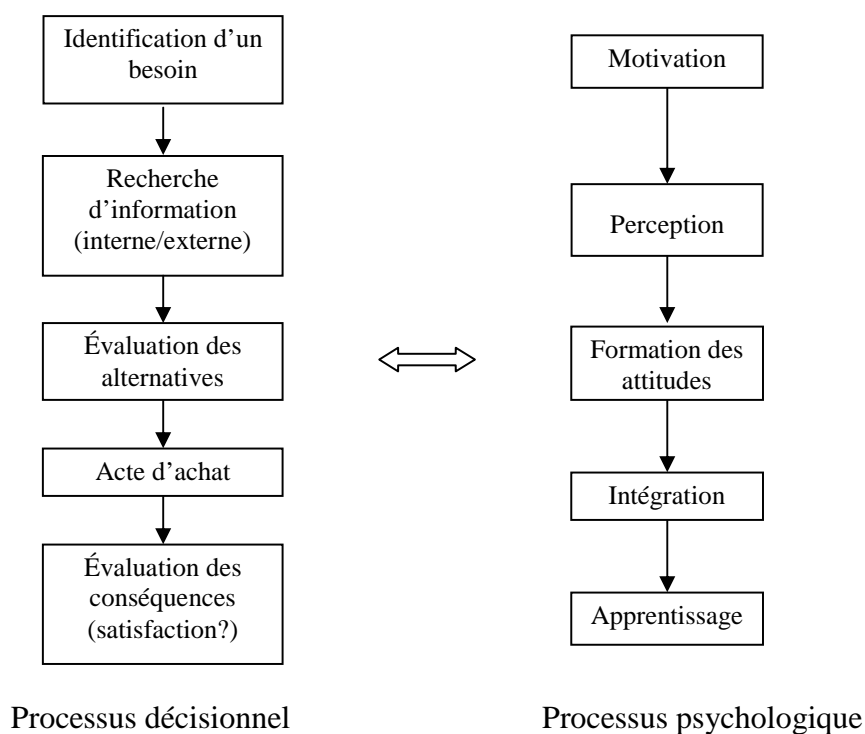 Identification d’un
besoin
Recherche
d’information
(interne/externe)
Évaluation des
alternatives
Acte d’achat
Évaluation des
conséquences
(satisfaction?)
Processus décisionnel
Motivation
Perception
Formation des
attitudes
Intégration
Apprentissage
Processus psychologique